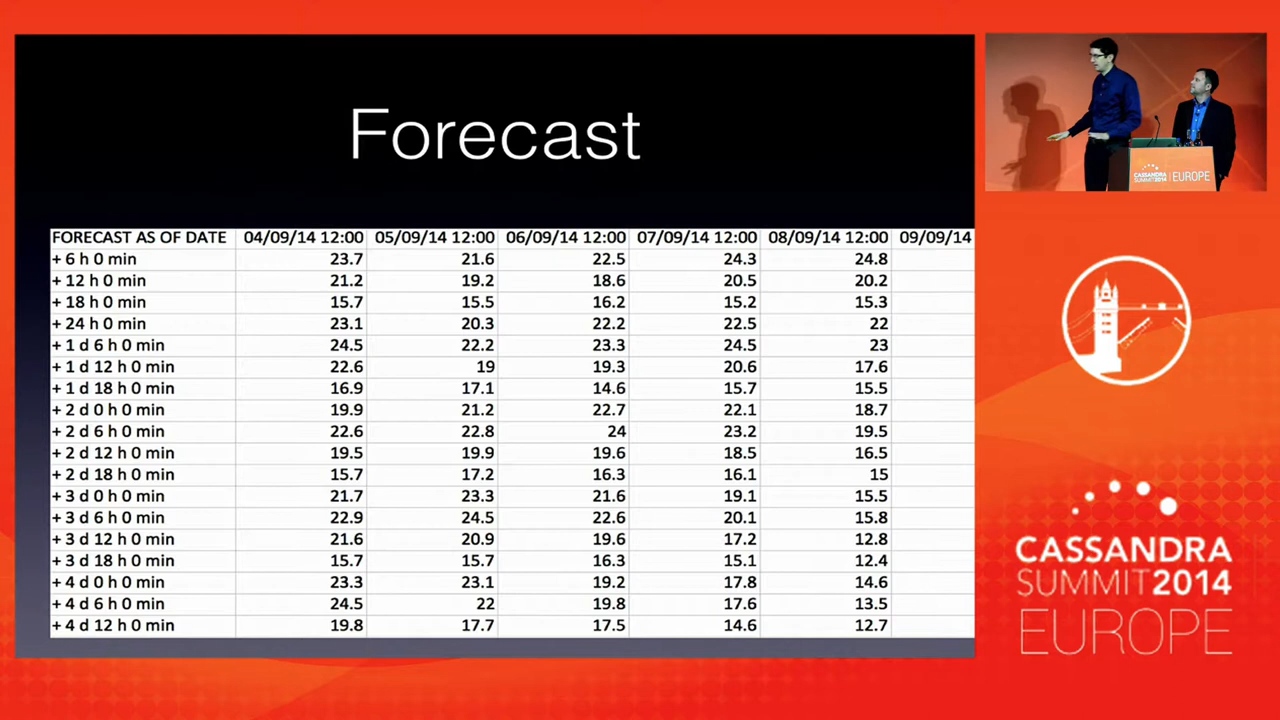 Forecast
FORECAST AS OF DATE 04/09/14 12:00 05/09/14 12:00 06/09/14 12:00 07/09/14 12:00 08/09/14 12:00 09/09/14
+ 6 h 0 min 23.7 21.6 22.5 24.3 24.8
+ 12 h 0 min 21.2 19.2 18.6 20.5 20.2
+ 18 h 0 min 15.7 15.5 16.2 15.2 15.3
+ 24 h 0 min 23.1 20.3 22.2 22.5 22
+ 1 d 6 h 0 min 24.5 22.2 23.3 24.5 23
+ 1 d 12 h 0 min 22.6 19 19.3 20.6 17.6
+ 1 d 18 h 0 min 16.9 17.1 14.6 15.7 15.5
+ 2 d 0 h 0 min 19.9 21.2 22.7 22.1 18.7
+ 2 d 6 h 0 min 22.6 22.8 24 23.2 19.5
+ 2 d 12 h 0 min 19.5 19.9 19.6 18.5 16.5
+ 2 d 18 h 0 min 15.7 17.2 16.3 16.1 15
+ 3 d 0 h 0 min 21.7 23.3 21.6 19.1 15.5
+ 3 d 6 h 0 min 22.9 24.5 22.6 20.1 15.8
+ 3 d 12 h 0 min 21.6 20.9 19.6 17.2 12.8
+ 3 d 18 h 0 min 15.7 15.7 16.3 15.1 12.4
+ 4 d 0 h 0 min 23.3 23.1 19.2 17.8 14.6
+ 4 d 6 h 0 min 24.5 22 19.8 17.6 13.5
+ 4 d 12 h 0 min 19.8 17.7 17.5 14.6 12.7
CASSANDRA
SUMMIT2014 EUROPE
CASSANDRA
SUMMIT2014
EUROPE